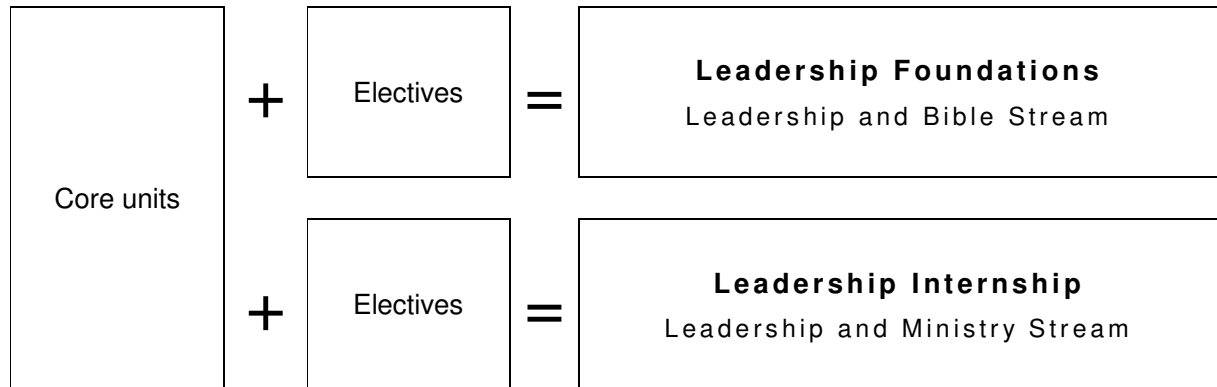 Core units
+
Electives
=
Leadership Foundations
Leadership and Bible Stream
+
Electives
=
Leadership Internship
Leadership and Ministry Stream